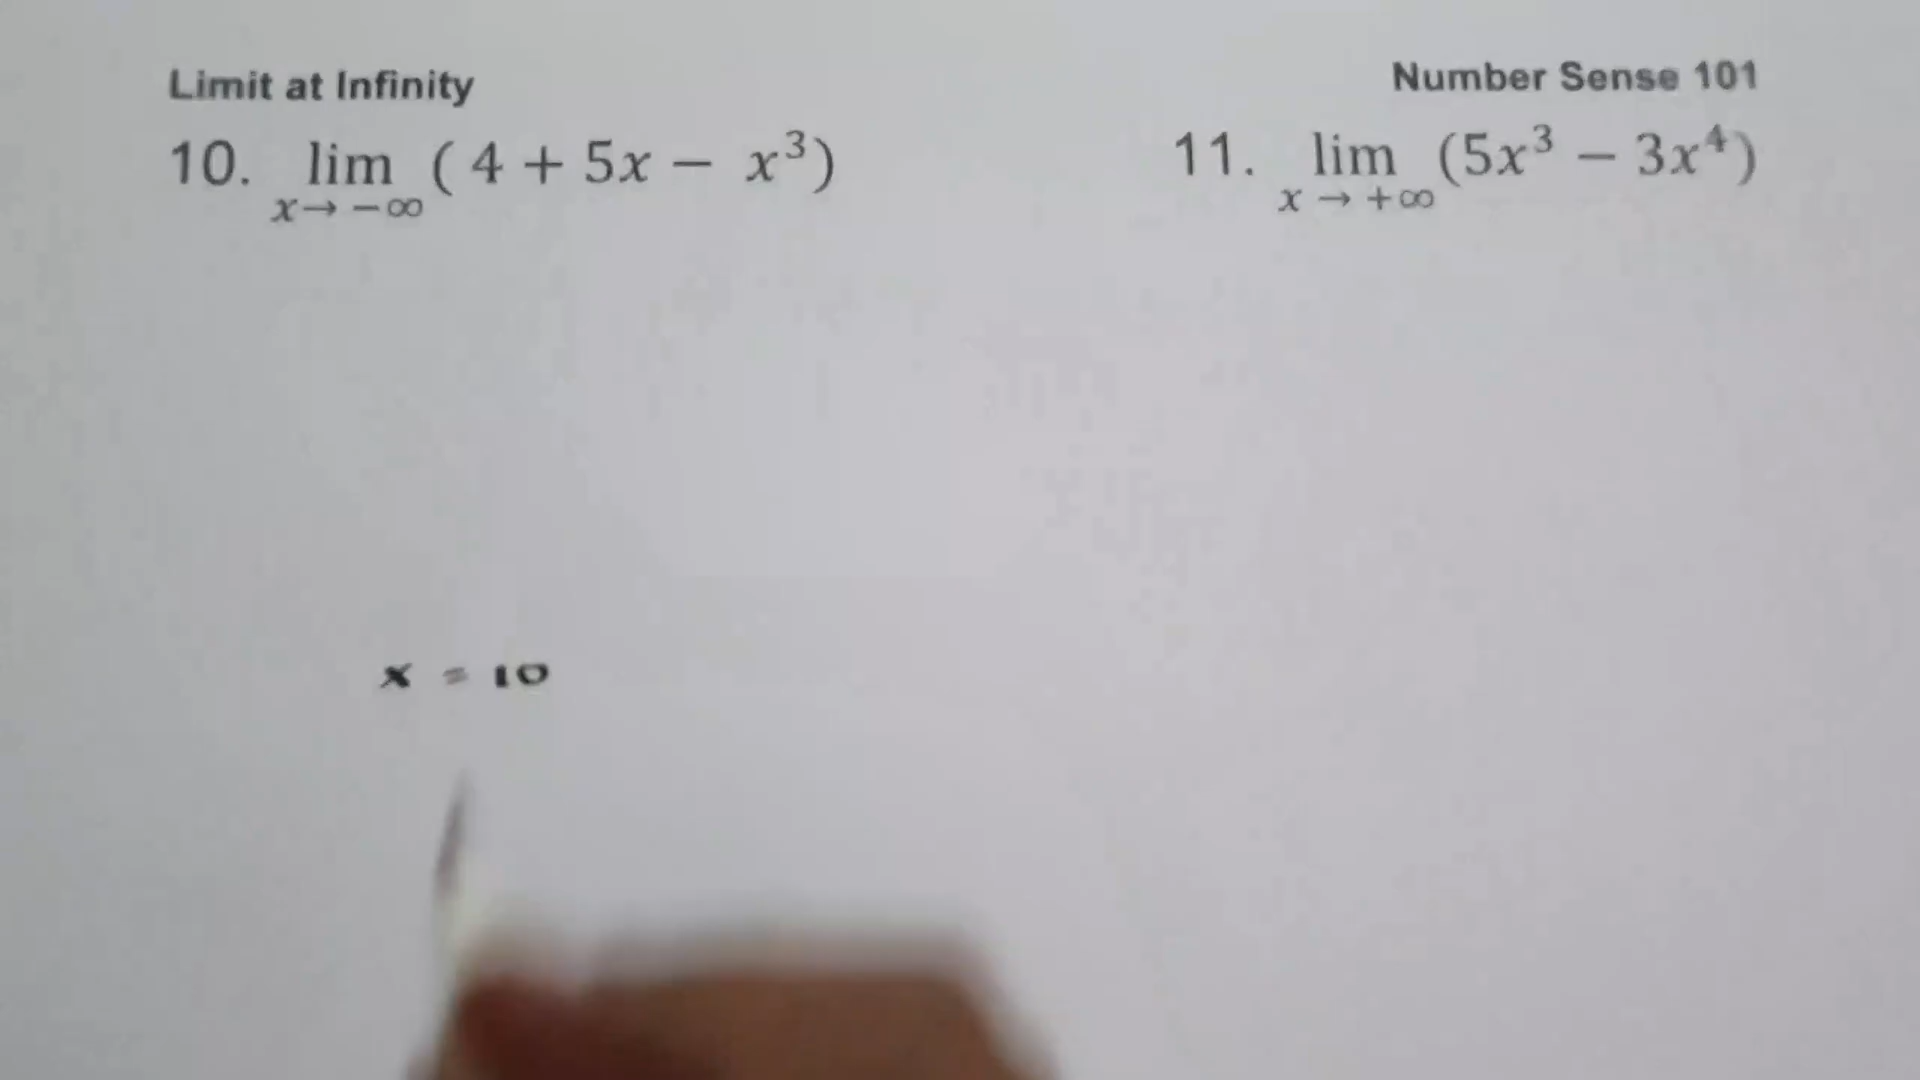 Limit at Infinity
Number Sense 101
10. lim (4 + 5x − x³)
x→ −∞
11. lim (5x³ − 3x⁴)
x → +∞
x = 10